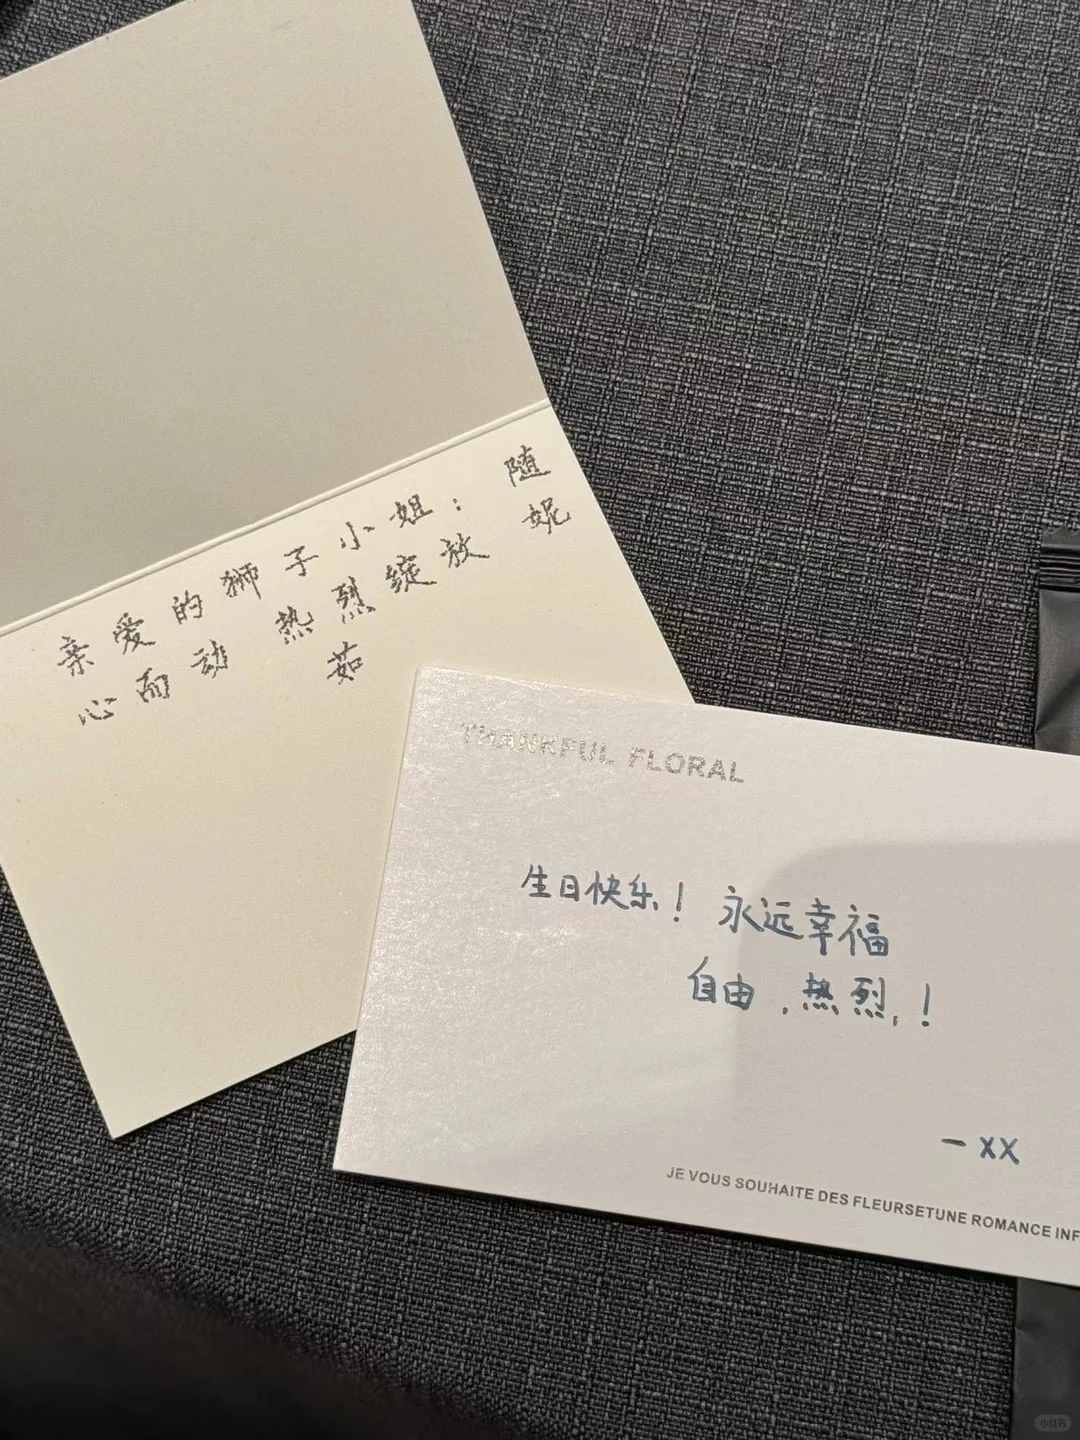 亲爱的狮子小姐：随
心而动 热烈绽放 妮
茹
THANKFUL FLORAL
生日快乐！永远幸福
自由，热烈，！
— XX
JE VOUS SOUHAITE DES FLEURSETUNE ROMANCE INF